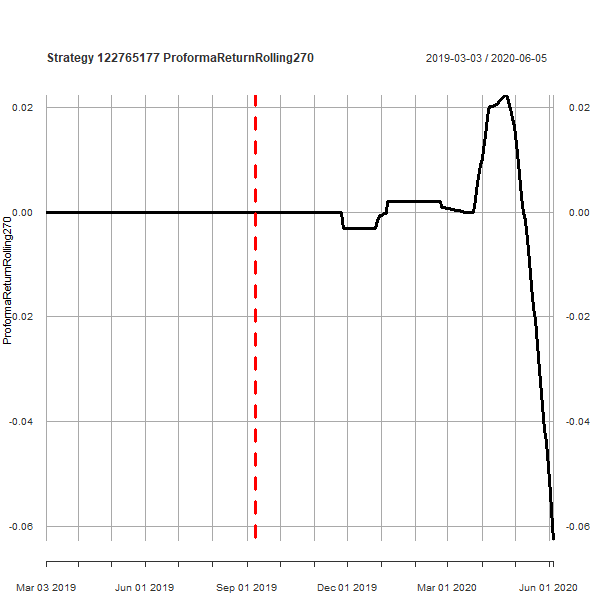 Strategy 122765177 ProformaReturnRolling270
2019-03-03 / 2020-06-05
ProformaReturnRolling270
0.02
0.00
-0.02
-0.04
-0.06
0.02
0.00
-0.02
-0.04
-0.06
Mar 03 2019
Jun 01 2019
Sep 01 2019
Dec 01 2019
Mar 01 2020
Jun 01 2020